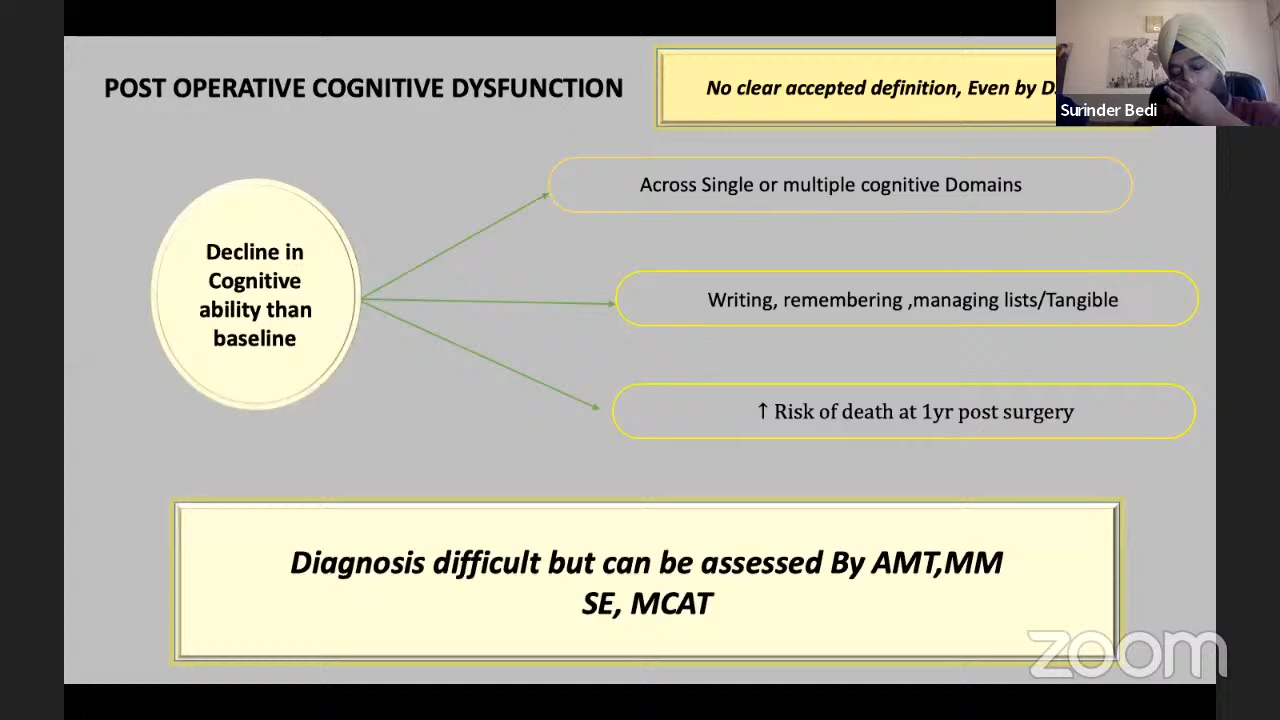 POST OPERATIVE COGNITIVE DYSFUNCTION
No clear accepted definition, Even by
Surinder Bedi
Across Single or multiple cognitive Domains
Decline in
Cognitive
ability than
baseline
Writing, remembering ,managing lists/Tangible
↑ Risk of death at 1yr post surgery
Diagnosis difficult but can be assessed By AMT,MM
SE, MCAT
zoom